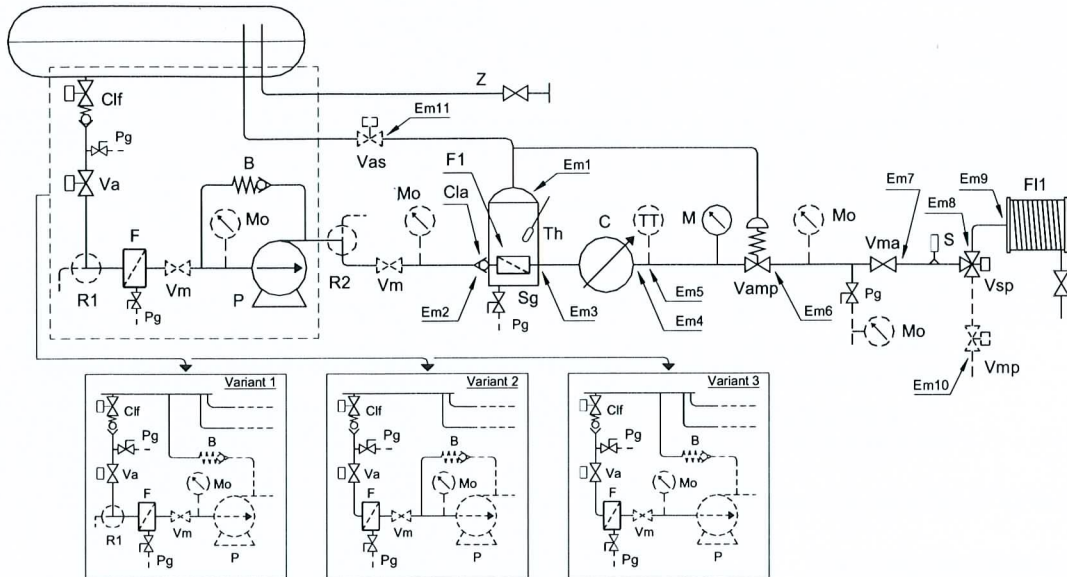 Clf
Z
Em11
Pg
Vas
Va
B
F1
Em1
Mo
Mo
Cla
Th
C
TT
M
Mo
Em7
Em9
Fl1
Em8
Vma
S
F
R1
Vm
P
R2
Vm
Sg
Vamp
Vsp
Pg
Em5
Em6
Pg
Pg
Em2
Em3
Em4
Mo
Em10
Vmp
Variant 1
Clf
Pg
B
Va
F
Mo
R1
Vm
P
Pg
Variant 2
Clf
Pg
B
Va
F
Mo
Vm
P
Pg
Variant 3
Clf
Pg
B
Va
F
Mo
Vm
P
Pg